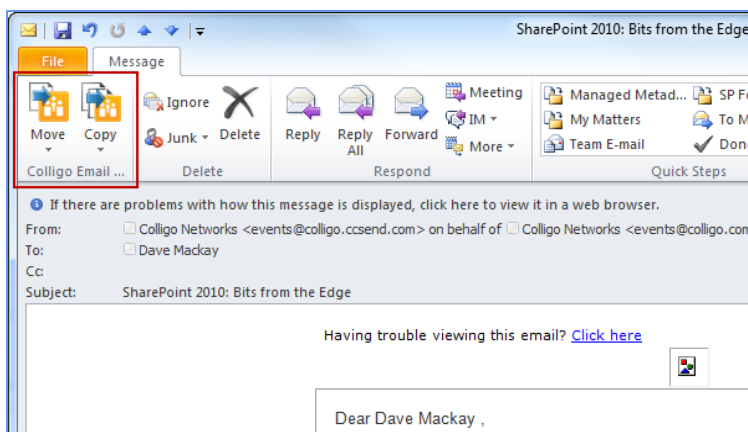 SharePoint 2010: Bits from the Edge
File Message
Move Copy
Colligo Email ...
Ignore
Junk
Delete
Delete
Reply Reply All Forward
Meeting
IM
More
Respond
Managed Metad... SP Fo
My Matters To M
Team E-mail Don
Quick Steps
If there are problems with how this message is displayed, click here to view it in a web browser.
From: Colligo Networks <events@colligo.ccsend.com> on behalf of Colligo Networks <events@colligo.com
To: Dave Mackay
Cc:
Subject: SharePoint 2010: Bits from the Edge
Having trouble viewing this email? Click here
Dear Dave Mackay ,